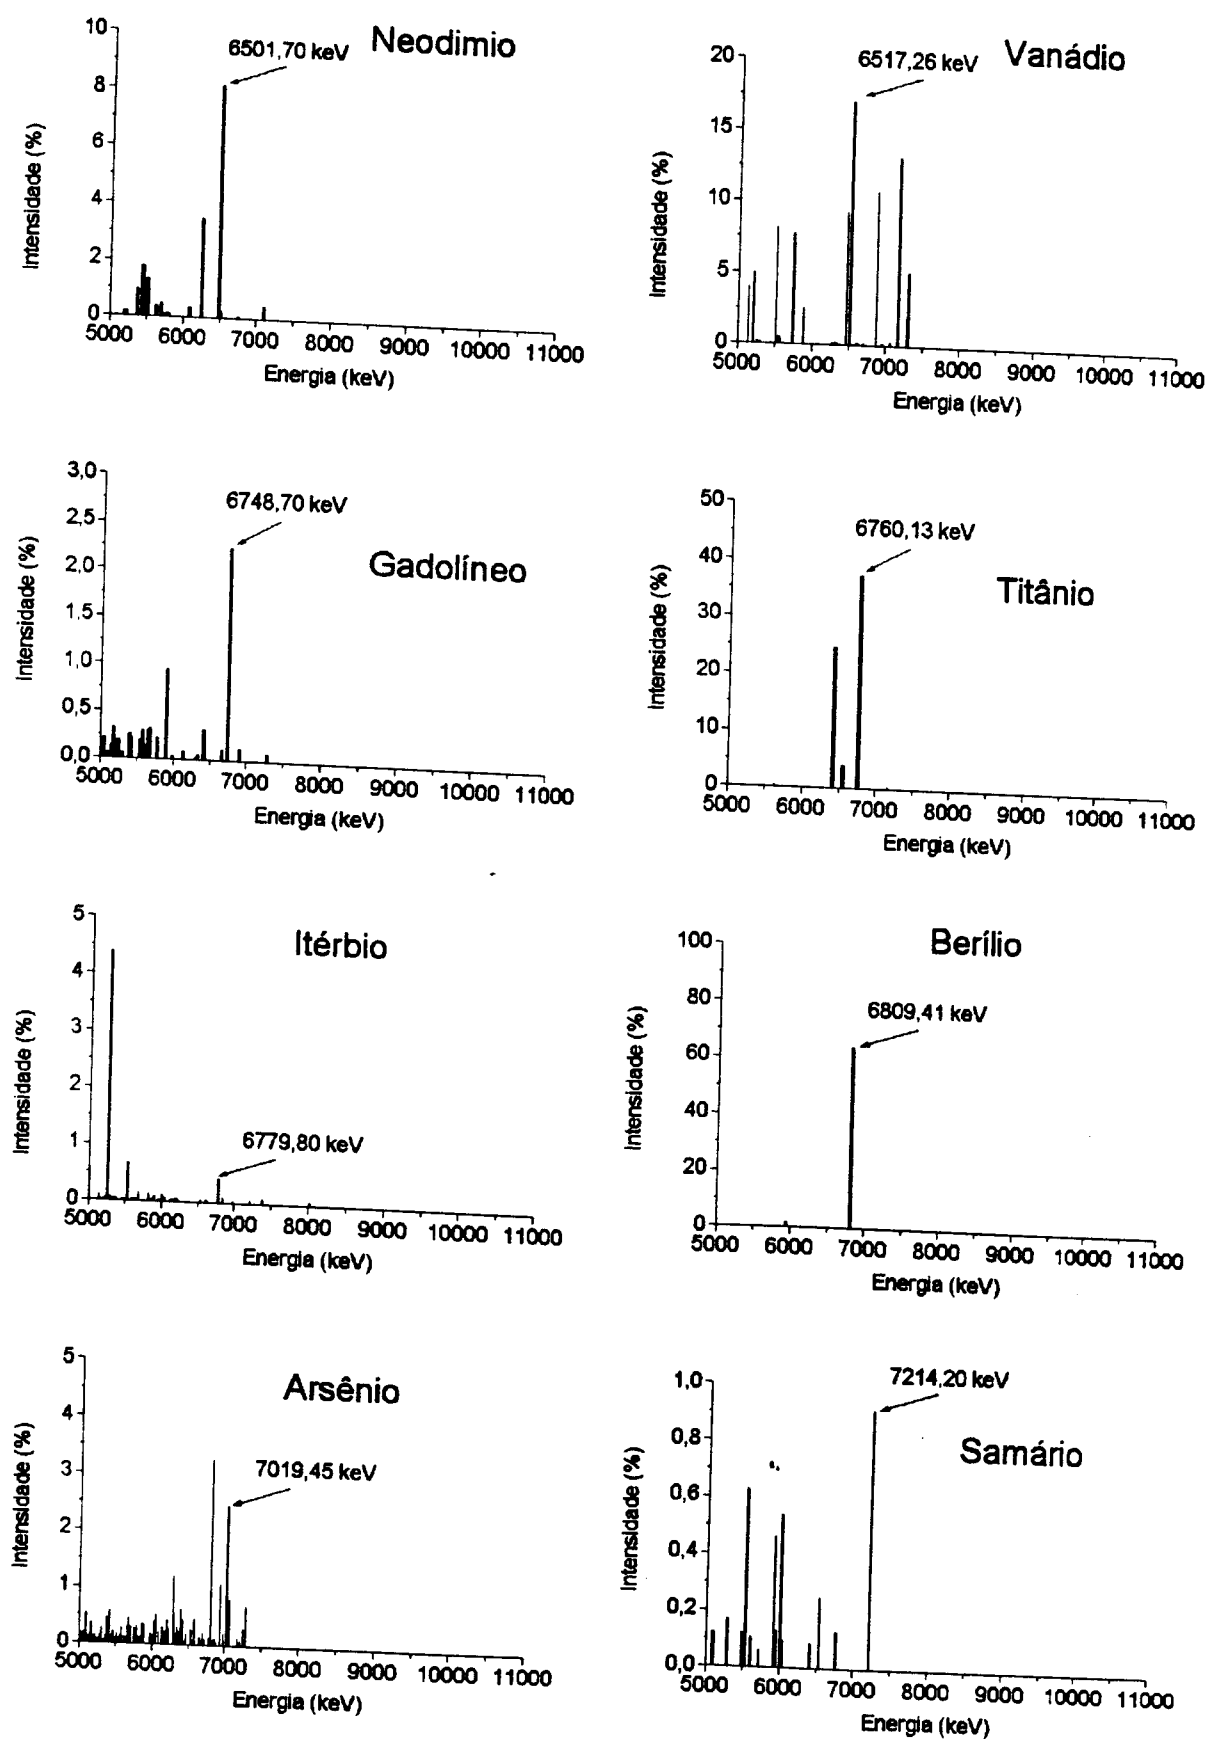 Neodimio
6501,70 keV
Intensidade (%)
10
8
6
4
2
0
5000 6000 7000 8000 9000 10000 11000
Energia (keV)
Vanádio
6517,26 keV
Intensidade (%)
20
15
10
5
0
5000 6000 7000 8000 9000 10000 11000
Energia (keV)
Gadolíneo
6748,70 keV
Intensidade (%)
3,0
2,5
2,0
1,5
1,0
0,5
0,0
5000 6000 7000 8000 9000 10000 11000
Energia (keV)
Titânio
6760,13 keV
Intensidade (%)
50
40
30
20
10
0
5000 6000 7000 8000 9000 10000 11000
Energia (keV)
Itérbio
6779,80 keV
Intensidade (%)
5
4
3
2
1
0
5000 6000 7000 8000 9000 10000 11000
Energia (keV)
Berílio
6809,41 keV
Intensidade (%)
100
80
60
40
20
0
5000 6000 7000 8000 9000 10000 11000
Energia (keV)
Arsênio
7019,45 keV
Intensidade (%)
5
4
3
2
1
0
5000 6000 7000 8000 9000 10000 11000
Energia (keV)
Samário
7214,20 keV
Intensidade (%)
1,0
0,8
0,6
0,4
0,2
0,0
5000 6000 7000 8000 9000 10000 11000
Energia (keV)